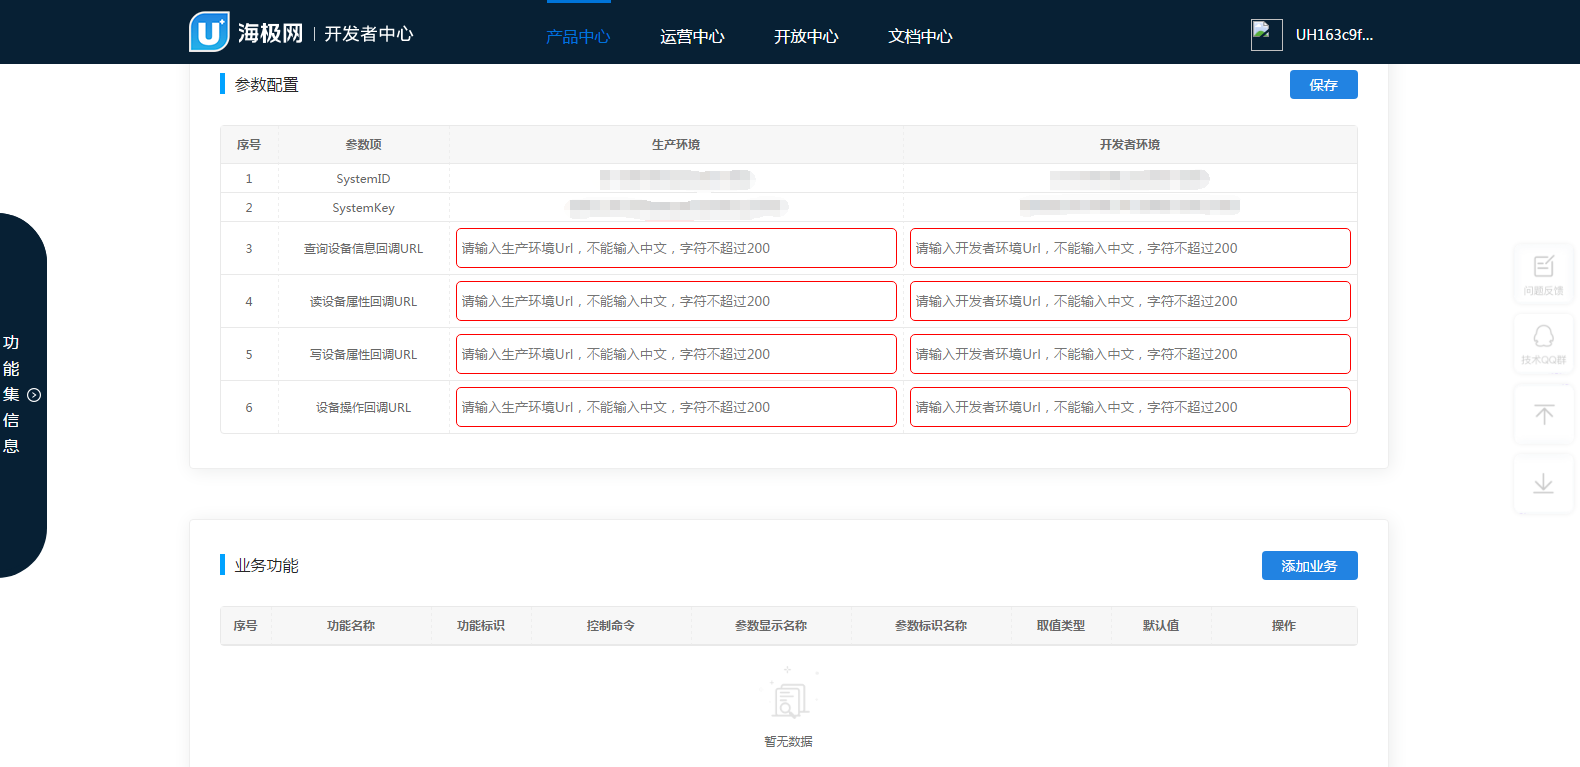 U+ 海极网 | 开发者中心 产品中心 运营中心 开放中心 文档中心 UH163c9f...
参数配置 保存
序号 参数项 生产环境 开发者环境
1 SystemID
2 SystemKey
3 查询设备信息回调URL 请输入生产环境Url，不能输入中文，字符不超过200 请输入开发者环境Url，不能输入中文，字符不超过200
4 读设备属性回调URL 请输入生产环境Url，不能输入中文，字符不超过200 请输入开发者环境Url，不能输入中文，字符不超过200
5 写设备属性回调URL 请输入生产环境Url，不能输入中文，字符不超过200 请输入开发者环境Url，不能输入中文，字符不超过200
6 设备操作回调URL 请输入生产环境Url，不能输入中文，字符不超过200 请输入开发者环境Url，不能输入中文，字符不超过200
功能集信息
问题反馈
技术QQ群
业务功能 添加业务
序号 功能名称 功能标识 控制命令 参数显示名称 参数标识名称 取值类型 默认值 操作
暂无数据